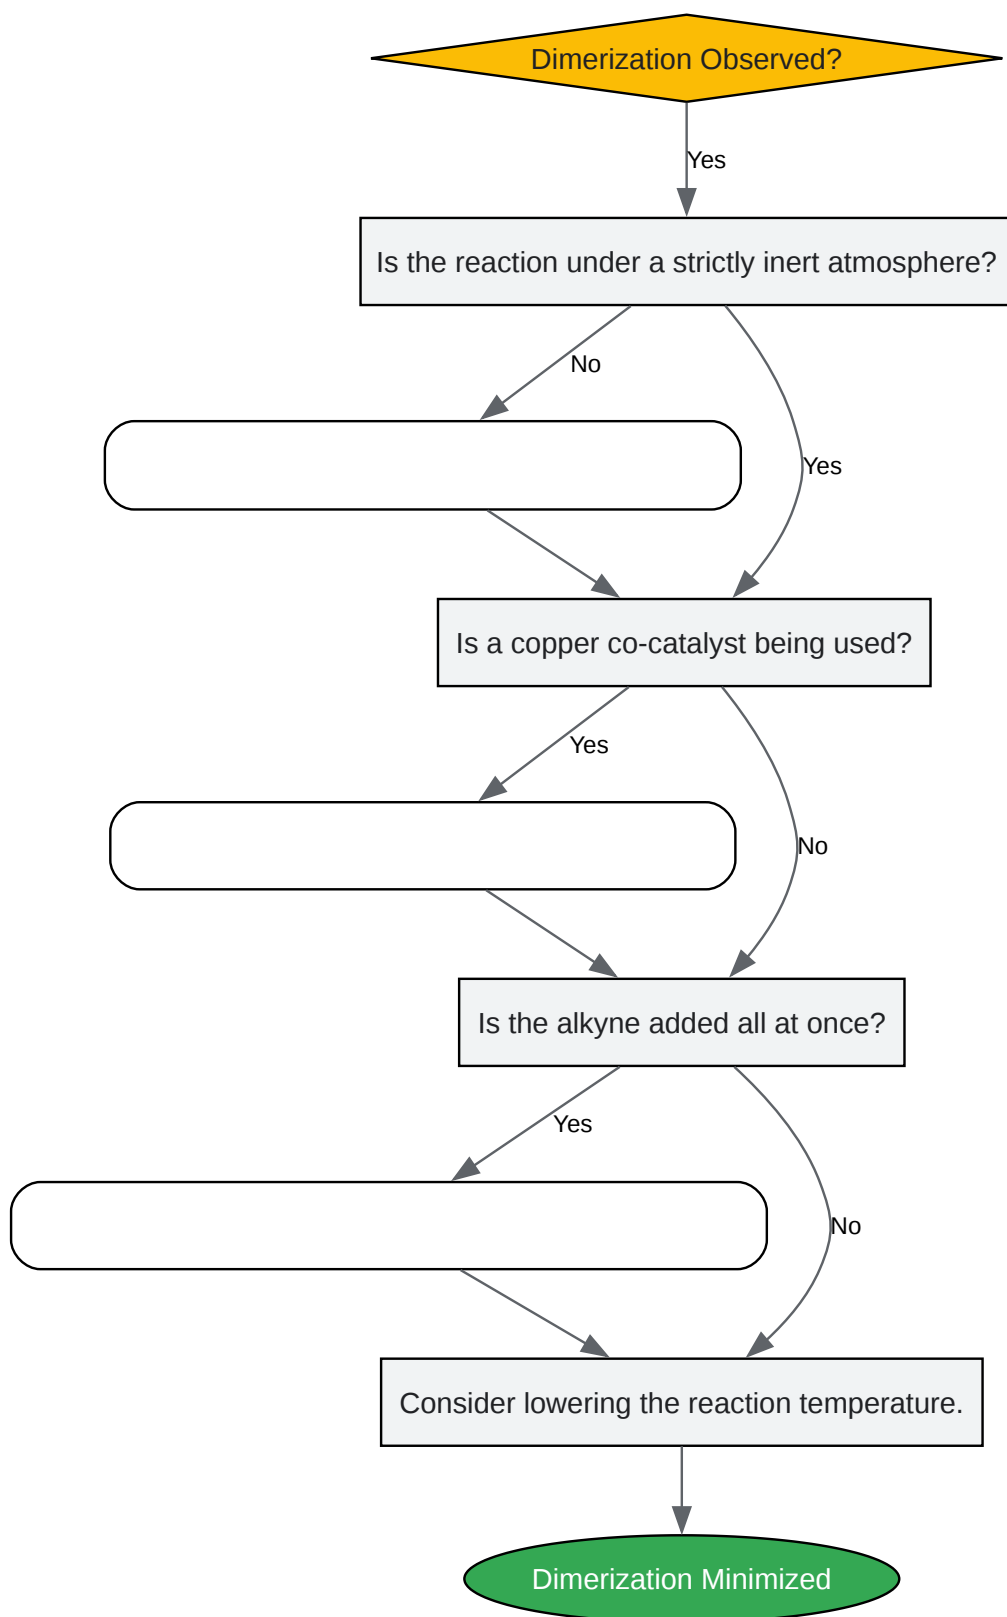 Dimerization Observed?
Yes
Is the reaction under a strictly inert atmosphere?
No
Yes
Is a copper co-catalyst being used?
Yes
No
Is the alkyne added all at once?
Yes
No
Consider lowering the reaction temperature.
Dimerization Minimized